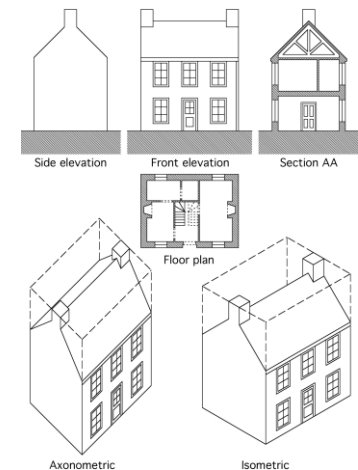 Side elevation
Front elevation
Section AA
Floor plan
Axonometric
Isometric